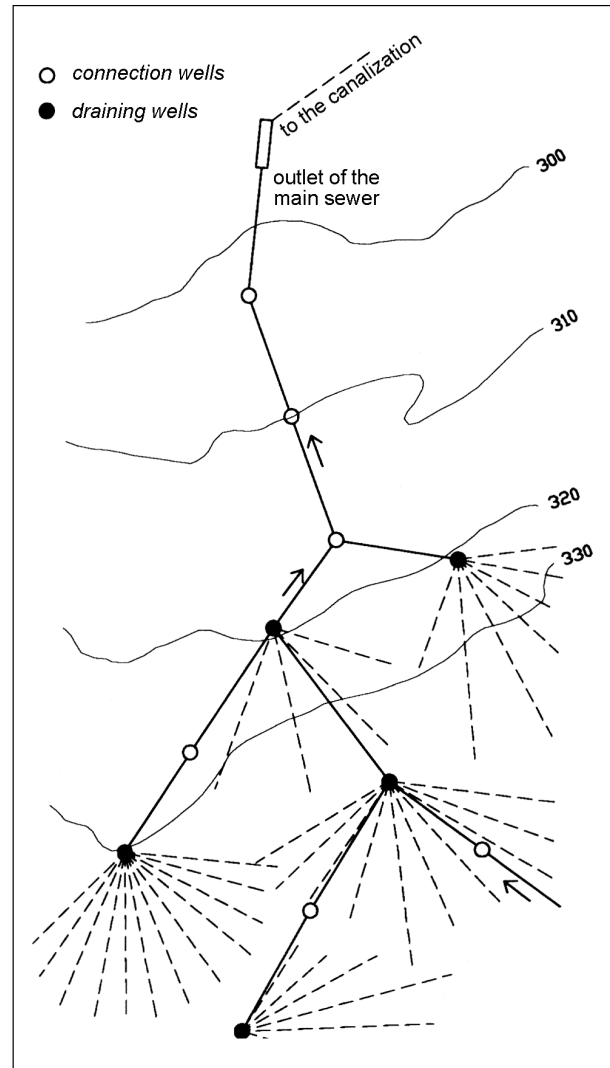 connection wells
draining wells
to the canalization
outlet of the
main sewer
300
310
320
330